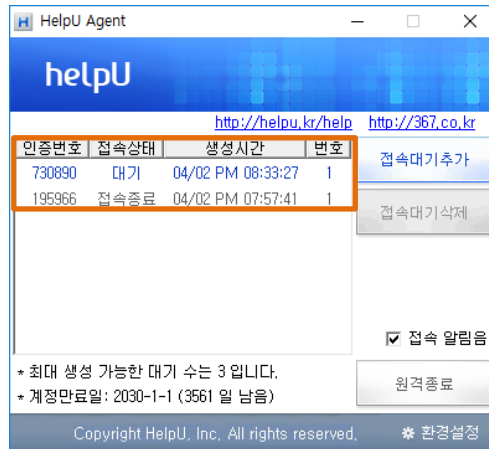 HelpU Agent
helpU
http://helpu.kr/help http://367.co.kr
인증번호 접속상태 생성시간 번호
730890 대기 04/02 PM 08:33:27 1
195966 접속종료 04/02 PM 07:57:41 1
접속대기추가
접속대기삭제
접속 알림음
* 최대 생성 가능한 대기 수는 3 입니다.
* 계정만료일: 2030-1-1 (3561 일 남음)
원격종료
Copyright HelpU, Inc. All rights reserved.
환경설정